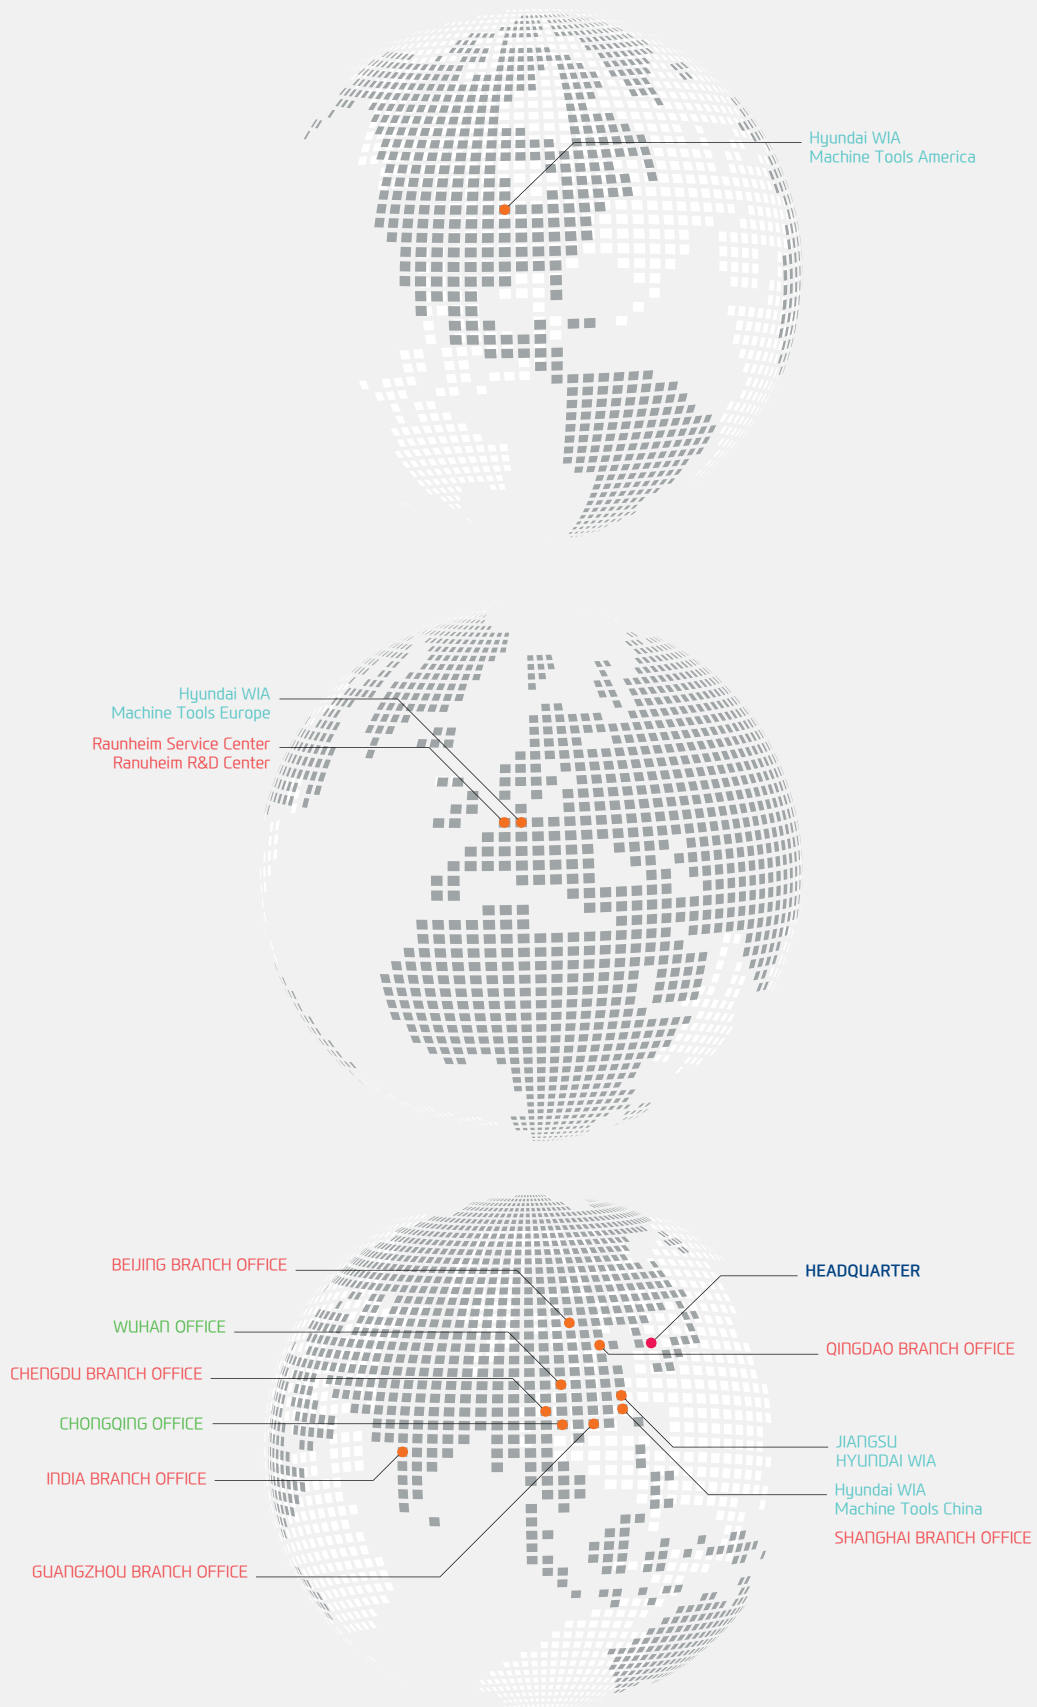 Hyundai WIA
Machine Tools America
Hyundai WIA
Machine Tools Europe
Raunheim Service Center
Ranuheim R&D Center
BEIJING BRANCH OFFICE
HEADQUARTER
WUHAN OFFICE
QINGDAO BRANCH OFFICE
CHENGDU BRANCH OFFICE
CHONGQING OFFICE
JIANGSU
HYUNDAI WIA
INDIA BRANCH OFFICE
Hyundai WIA
Machine Tools China
SHANGHAI BRANCH OFFICE
GUANGZHOU BRANCH OFFICE